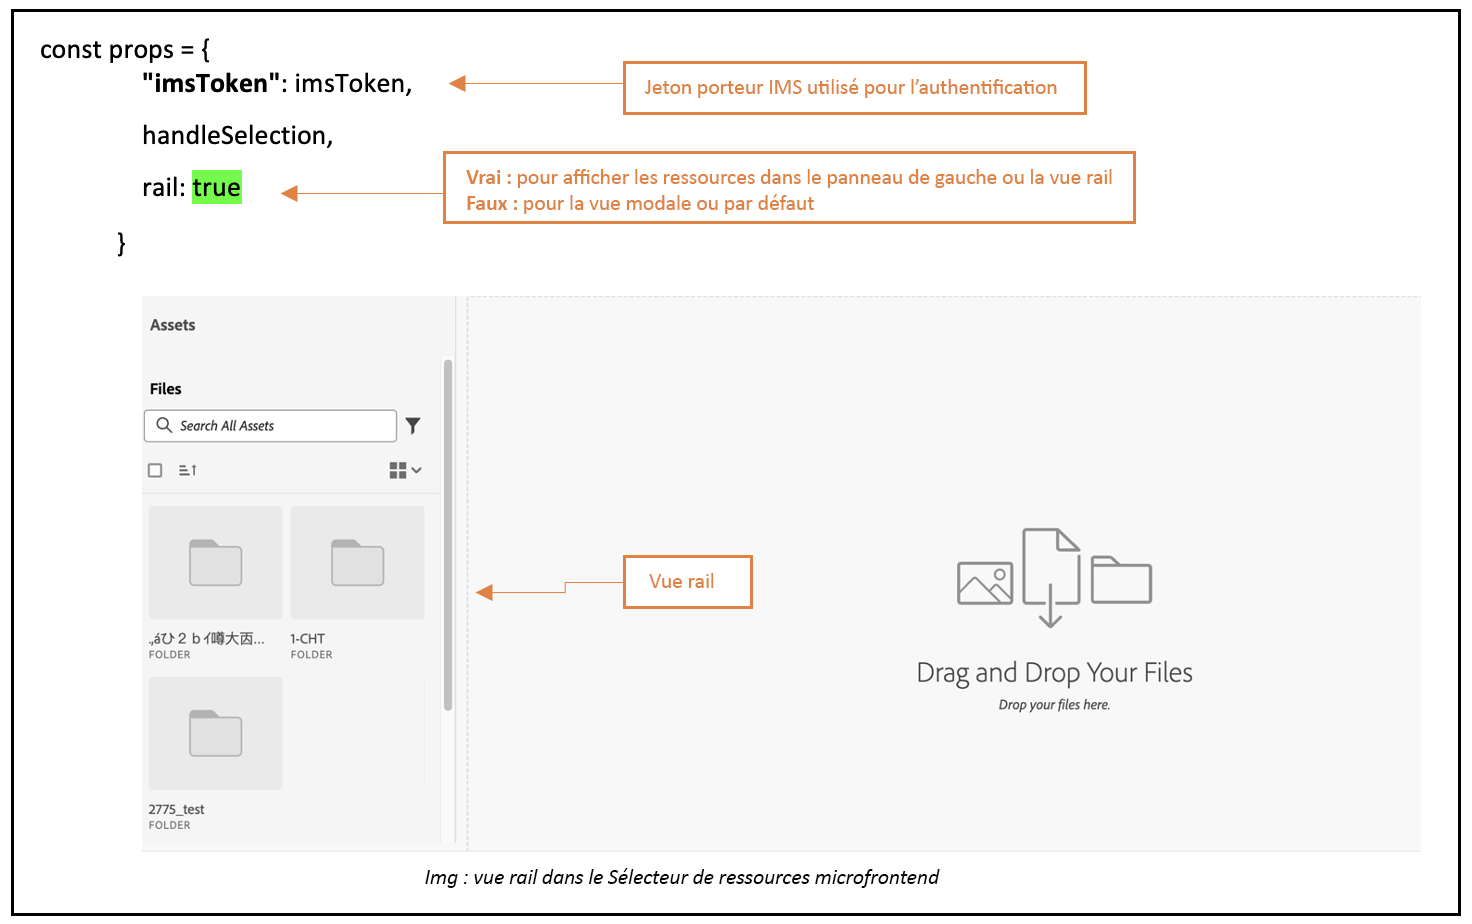 const props = {
"imsToken": imsToken,
Jeton porteur IMS utilisé pour l’authentification
handleSelection,
rail: true
Vrai : pour afficher les ressources dans le panneau de gauche ou la vue rail
Faux : pour la vue modale ou par défaut
}
Assets
Files
Search All Assets
.,áひ２ｂｲ噂大丙...
FOLDER
1-CHT
FOLDER
2775_test
FOLDER
Vue rail
Drag and Drop Your Files
Drop your files here.
Img : vue rail dans le Sélecteur de ressources microfrontend